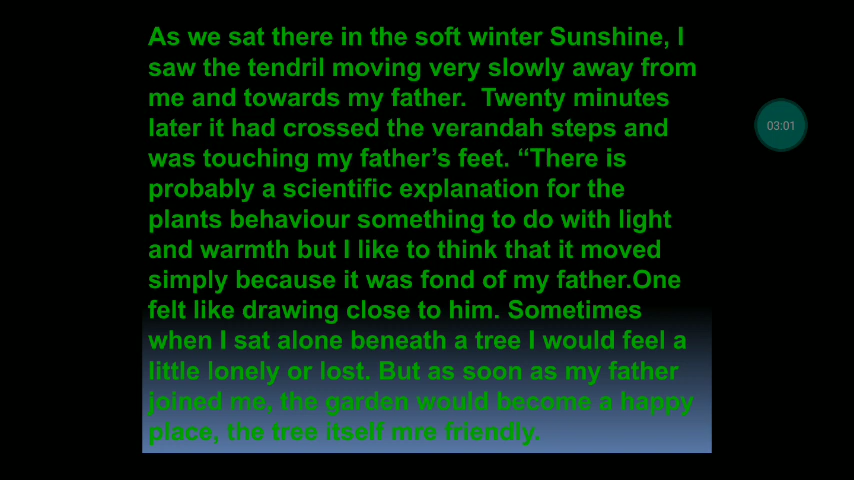 As we sat there in the soft winter Sunshine, I
saw the tendril moving very slowly away from
me and towards my father.  Twenty minutes
later it had crossed the verandah steps and
was touching my father’s feet. “There is
probably a scientific explanation for the
plants behaviour something to do with light
and warmth but I like to think that it moved
simply because it was fond of my father.One
felt like drawing close to him. Sometimes
when I sat alone beneath a tree I would feel a
little lonely or lost. But as soon as my father
joined me, the garden would become a happy
place, the tree itself mre friendly.
03:01